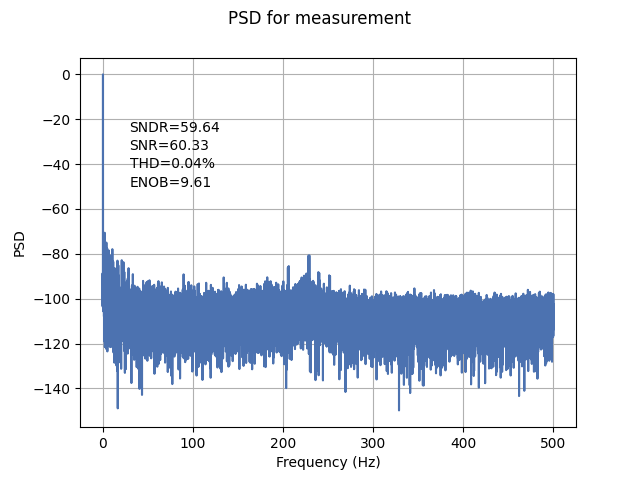 PSD for measurement
0
−20
−40
−60
−80
−100
−120
−140
PSD
SNDR=59.64
SNR=60.33
THD=0.04%
ENOB=9.61
0 100 200 300 400 500
Frequency (Hz)